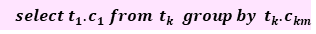 select t₁.c₁ from tₖ group by tₖ.cₖₘ